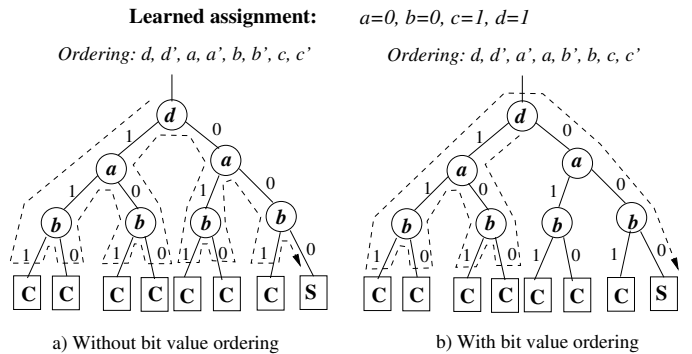 Learned assignment: a=0, b=0, c=1, d=1
Ordering: d, d’, a, a’, b, b’, c, c’ Ordering: d, d’, a’, a, b’, b, c, c’
d d
1 0 1 0
a a a a
1 0 1 0 1 0 1 0
b b b b b b b b
1 0 1 0 1 0 1 0 1 0 1 0 1 0 1 0
C C C C C C C S C C C C C C C S
a) Without bit value ordering b) With bit value ordering